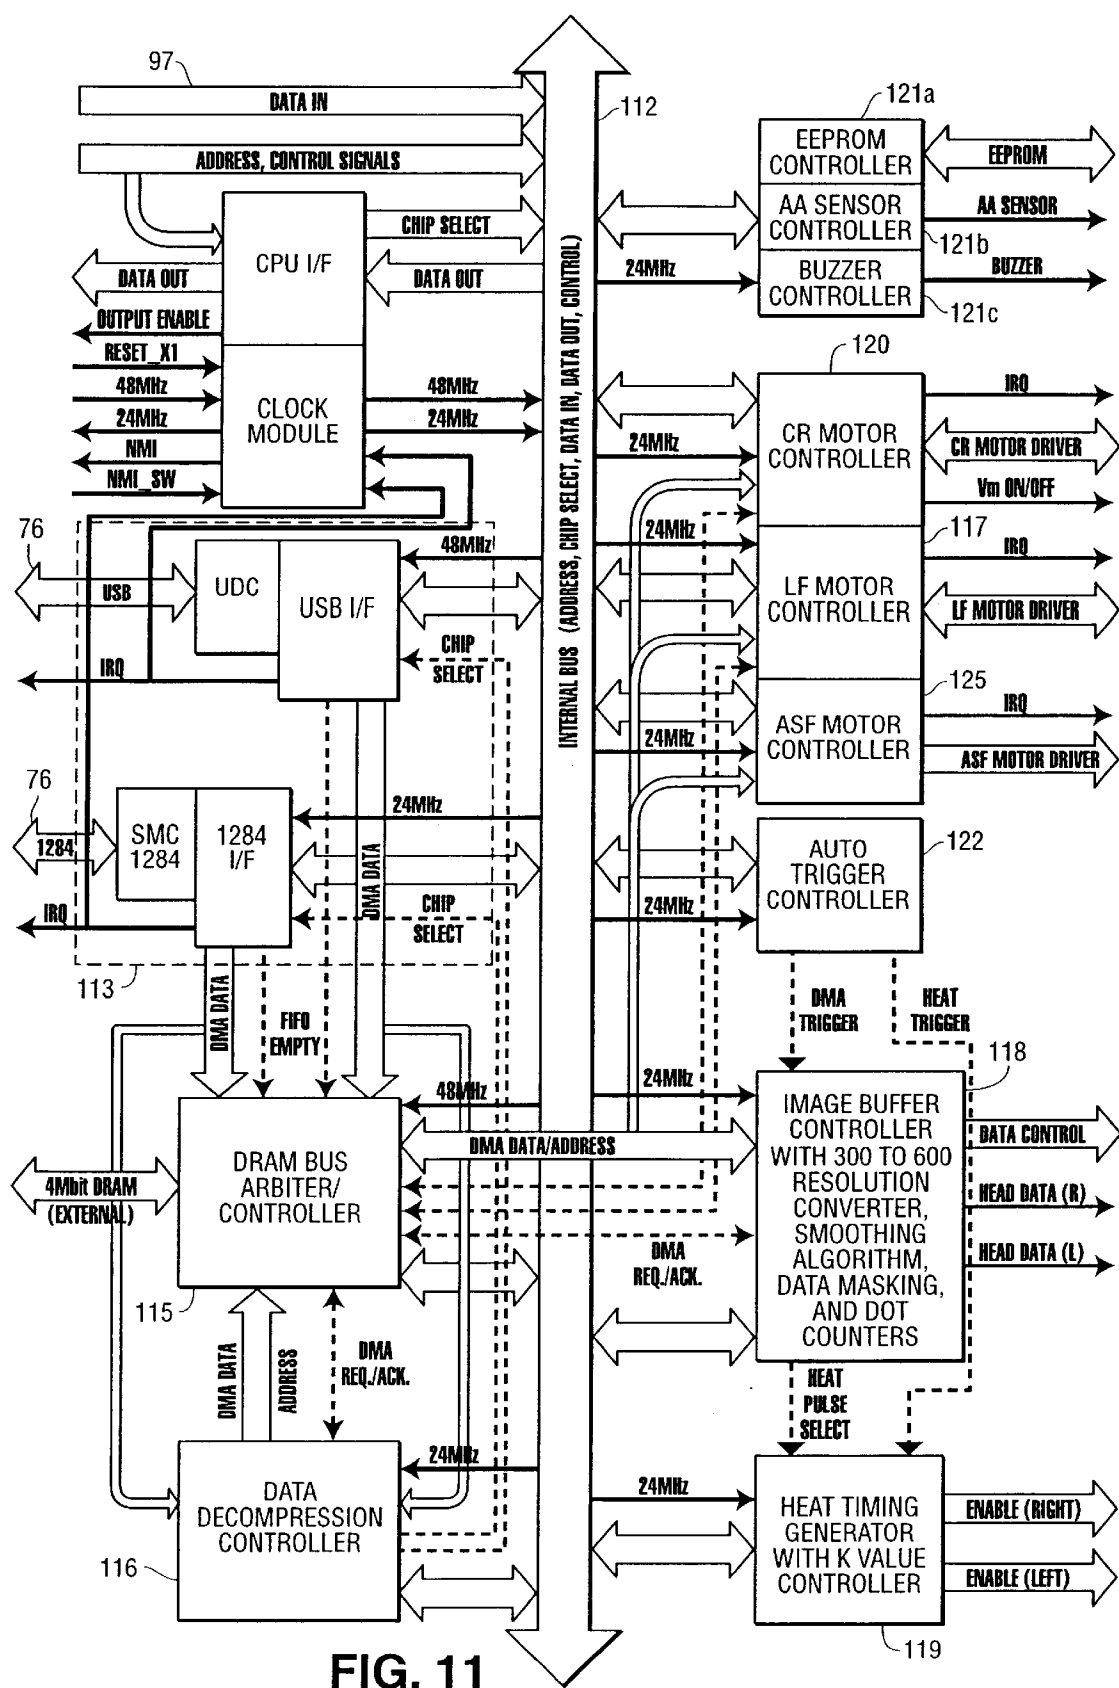 97
DATA IN
ADDRESS, CONTROL SIGNALS
CPU I/F
CHIP SELECT
DATA OUT
DATA OUT
OUTPUT ENABLE
RESET_X1
48MHz
24MHz
NMI
NMI_SW
CLOCK
MODULE
48MHz
24MHz
112
INTERNAL BUS (ADDRESS, CHIP SELECT, DATA IN, DATA OUT, CONTROL)
121a
EEPROM
CONTROLLER
EEPROM
AA SENSOR
CONTROLLER
AA SENSOR
121b
24MHz
BUZZER
CONTROLLER
BUZZER
121c
120
CR MOTOR
CONTROLLER
24MHz
IRQ
CR MOTOR DRIVER
Vm ON/OFF
117
24MHz
LF MOTOR
CONTROLLER
IRQ
LF MOTOR DRIVER
125
ASF MOTOR
CONTROLLER
24MHz
IRQ
ASF MOTOR DRIVER
76
USB
UDC
USB I/F
48MHz
CHIP
SELECT
IRQ
76
1284
SMC
1284
1284
I/F
24MHz
DMA DATA
CHIP
SELECT
IRQ
113
DMA DATA
FIFO
EMPTY
AUTO
TRIGGER
CONTROLLER
122
24MHz
DMA
TRIGGER
HEAT
TRIGGER
48MHz
DRAM BUS
ARBITER/
CONTROLLER
4Mbit DRAM
(EXTERNAL)
115
DMA DATA/ADDRESS
DMA
REQ./ACK.
24MHz
118
IMAGE BUFFER
CONTROLLER
WITH 300 TO 600
RESOLUTION
CONVERTER,
SMOOTHING
ALGORITHM,
DATA MASKING,
AND DOT
COUNTERS
DATA CONTROL
HEAD DATA (R)
HEAD DATA (L)
DMA DATA
ADDRESS
DMA
REQ./ACK.
24MHz
DATA
DECOMPRESSION
CONTROLLER
116
HEAT
PULSE
SELECT
24MHz
HEAT TIMING
GENERATOR
WITH K VALUE
CONTROLLER
ENABLE (RIGHT)
ENABLE (LEFT)
119
FIG. 11